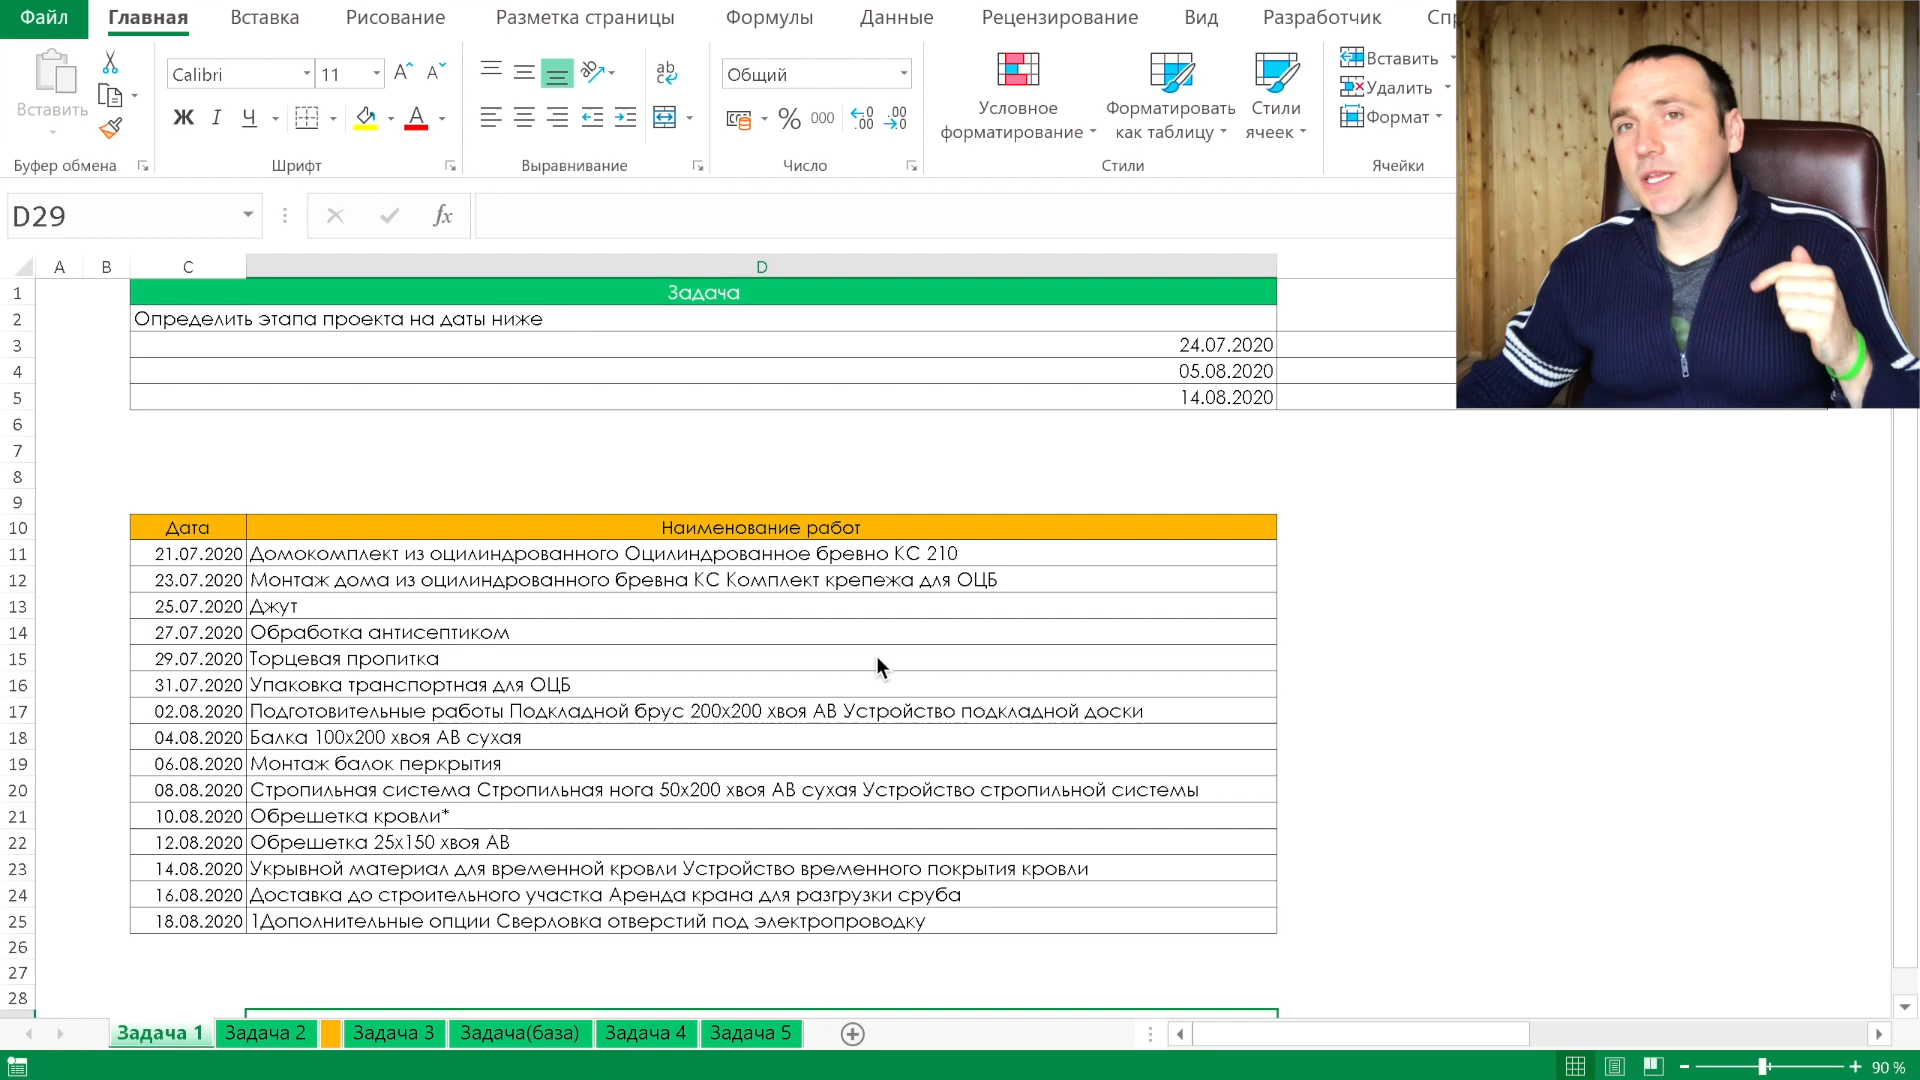 Файл Главная Вставка Рисование Разметка страницы Формулы Данные Рецензирование Вид Разработчик
Вставить
Calibri 11
Ж К Ч
ab
Общий
% 000
Условное форматирование
Форматировать как таблицу
Стили ячеек
Вставить
Удалить
Формат
Буфер обмена Шрифт Выравнивание Число Стили Ячейки
D29 fx
A B C D
1 Задача
2 Определить этапа проекта на даты ниже
3 24.07.2020
4 05.08.2020
5 14.08.2020
6
7
8
9
10 Дата Наименование работ
11 21.07.2020 Домокомплект из оцилиндрованного Оцилиндрованное бревно КС 210
12 23.07.2020 Монтаж дома из оцилиндрованного бревна КС Комплект крепежа для ОЦБ
13 25.07.2020 Джут
14 27.07.2020 Обработка антисептиком
15 29.07.2020 Торцевая пропитка
16 31.07.2020 Упаковка транспортная для ОЦБ
17 02.08.2020 Подготовительные работы Подкладной брус 200х200 хвоя АВ Устройство подкладной доски
18 04.08.2020 Балка 100х200 хвоя АВ сухая
19 06.08.2020 Монтаж балок перкрытия
20 08.08.2020 Стропильная система Стропильная нога 50х200 хвоя АВ сухая Устройство стропильной системы
21 10.08.2020 Обрешетка кровли*
22 12.08.2020 Обрешетка 25х150 хвоя АВ
23 14.08.2020 Укрывной материал для временной кровли Устройство временного покрытия кровли
24 16.08.2020 Доставка до строительного участка Аренда крана для разгрузки сруба
25 18.08.2020 1Дополнительные опции Сверловка отверстий под электропроводку
26
27
28
Задача 1 Задача 2 Задача 3 Задача(база) Задача 4 Задача 5
90 %